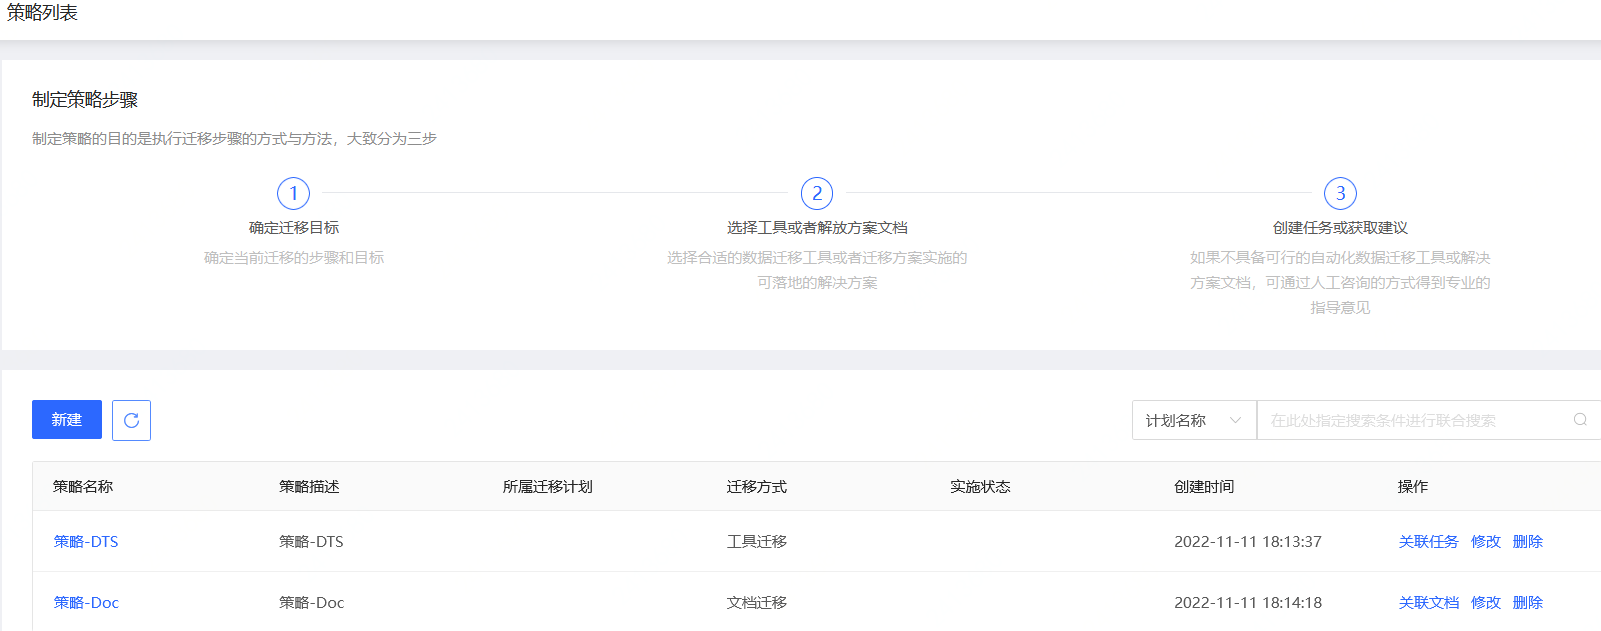 策略列表
制定策略步骤
制定策略的目的是执行迁移步骤的方式与方法，大致分为三步
1
2
3
确定迁移目标
选择工具或者解放方案文档
创建任务或获取建议
确定当前迁移的步骤和目标
选择合适的数据迁移工具或者迁移方案实施的
可落地的解决方案
如果不具备可行的自动化数据迁移工具或解决
方案文档，可通过人工咨询的方式得到专业的
指导意见
新建
计划名称
在此处指定搜索条件进行联合搜索
策略名称 策略描述 所属迁移计划 迁移方式 实施状态 创建时间 操作
策略-DTS 策略-DTS 工具迁移 2022-11-11 18:13:37 关联任务 修改 删除
策略-Doc 策略-Doc 文档迁移 2022-11-11 18:14:18 关联文档 修改 删除